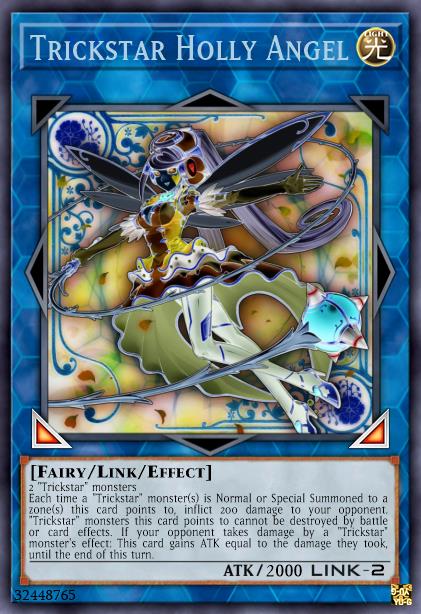 TRICKSTAR HOLLY ANGEL
LIGHT
光
[FAIRY/LINK/EFFECT]
2 "Trickstar" monsters
Each time a "Trickstar" monster(s) is Normal or Special Summoned to a
zone(s) this card points to, inflict 200 damage to your opponent.
"Trickstar" monsters this card points to cannot be destroyed by battle
or card effects. If your opponent takes damage by a "Trickstar"
monster's effect: This card gains ATK equal to the damage they took,
until the end of this turn.
ATK/2000 LINK-2
32448765